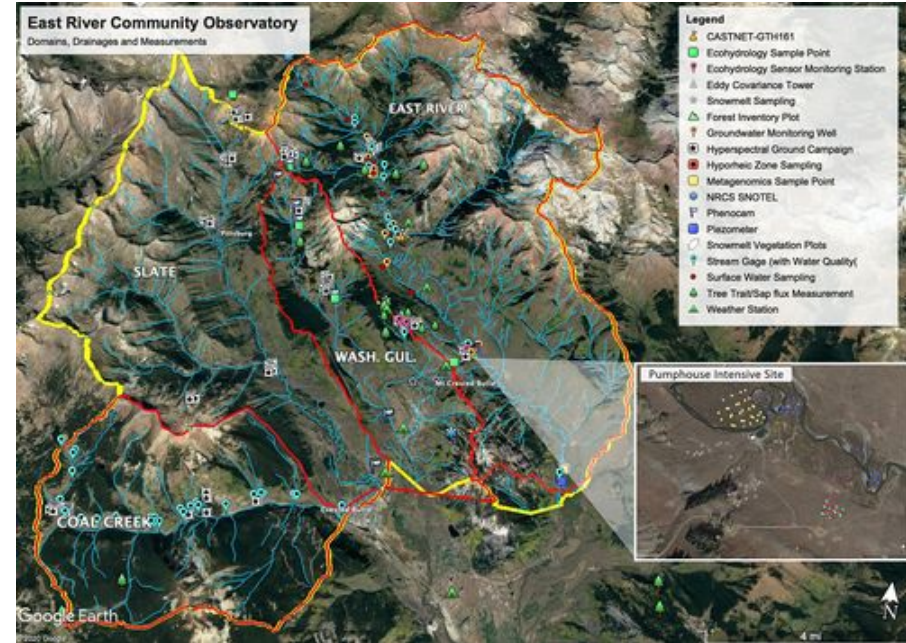 East River Community Observatory
Domains, Drainages and Measurements
Legend
CASTNET-GTH161
Ecohydrology Sample Point
Ecohydrology Sensor Monitoring Station
Eddy Covariance Tower
Snowmelt Sampling
Forest Inventory Plot
Groundwater Monitoring Well
Hyperspectral Ground Campaign
Hyporheic Zone Sampling
Metagenomics Sample Point
NRCS SNOTEL
Phenocam
Piezometer
Snowmelt Vegetation Plots
Stream Gage (with Water Quality(
Surface Water Sampling
Tree Trait/Sap flux Measurement
Weather Station
EAST RIVER
Pittsburg
SLATE
WASH. GUL.
Mt Crested Butte
Pumphouse Intensive Site
Crested Butte
COAL CREEK
Google Earth
© 2020 Google
N
4 mi